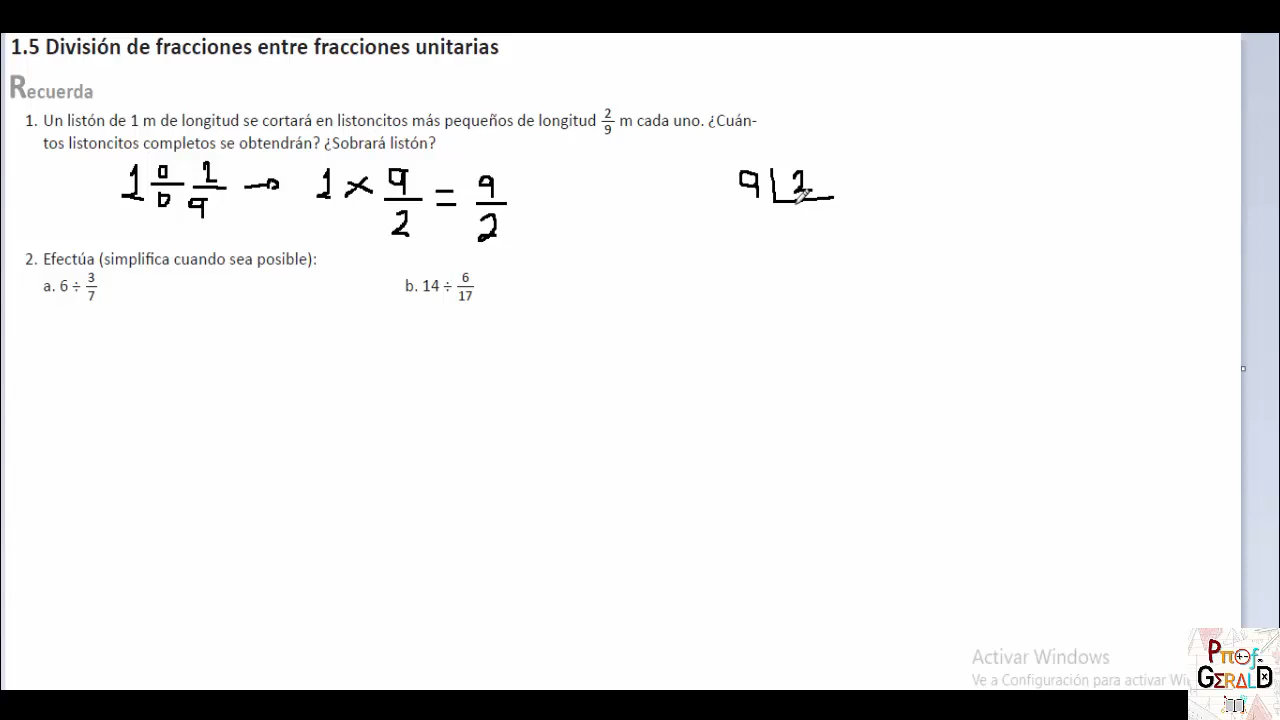 1.5 División de fracciones entre fracciones unitarias
Recuerda
1. Un listón de 1 m de longitud se cortará en listoncitos más pequeños de longitud 2/9 m cada uno. ¿Cuán-
tos listoncitos completos se obtendrán? ¿Sobrará listón?
1 ÷ 2/9 → 1 × 9/2 = 9/2 9 2
2. Efectúa (simplifica cuando sea posible):
a. 6 ÷ 3/7 b. 14 ÷ 6/17
Activar Windows
Ve a Configuración para activar Wi
Prof.
GERALD